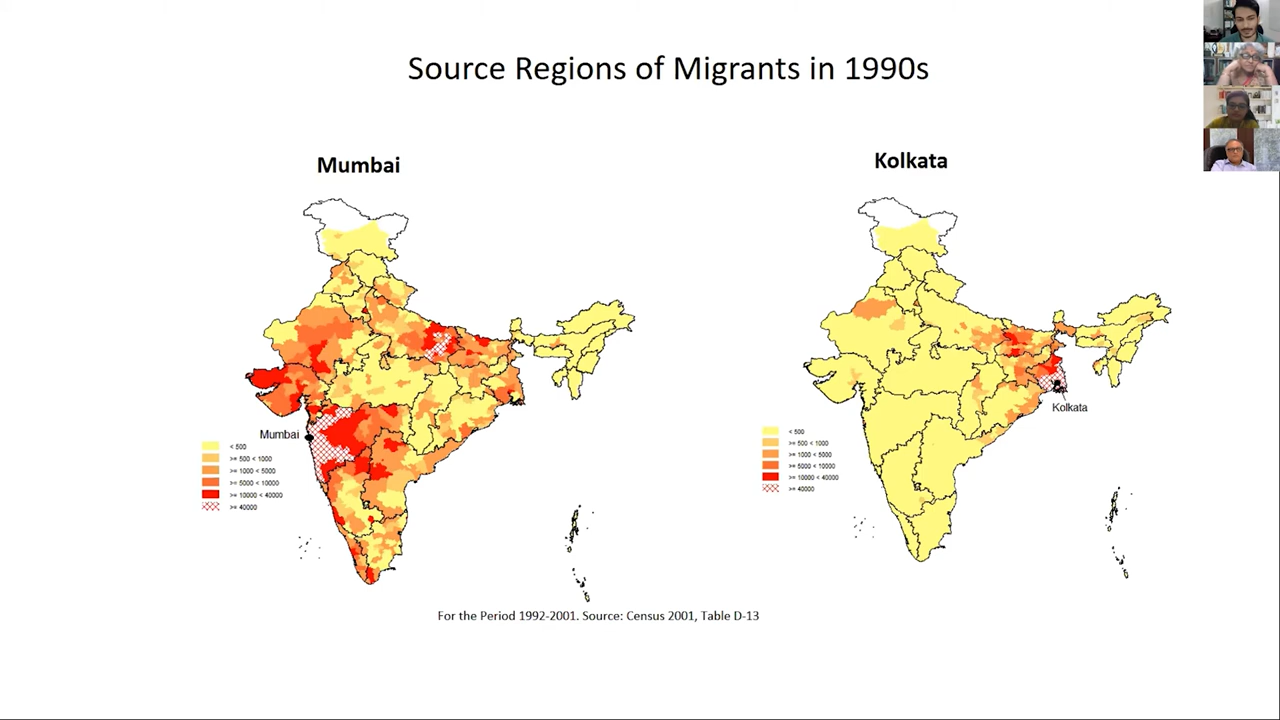 Source Regions of Migrants in 1990s
Mumbai
Kolkata
Mumbai
< 500
>= 500 < 1000
>= 1000 < 5000
>= 5000 < 10000
>= 10000 < 40000
>= 40000
Kolkata
< 500
>= 500 < 1000
>= 1000 < 5000
>= 5000 < 10000
>= 10000 < 40000
>= 40000
For the Period 1992-2001. Source: Census 2001, Table D-13